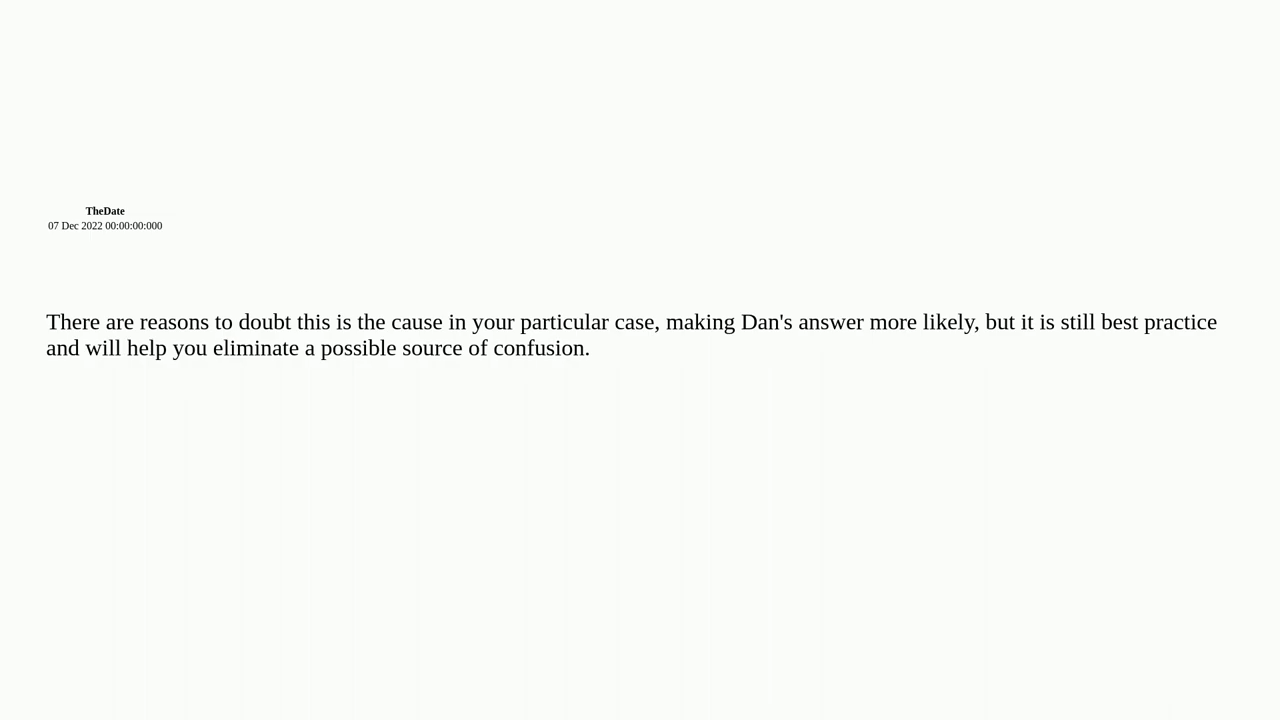 TheDate
07 Dec 2022 00:00:00:000
There are reasons to doubt this is the cause in your particular case, making Dan's answer more likely, but it is still best practice
and will help you eliminate a possible source of confusion.